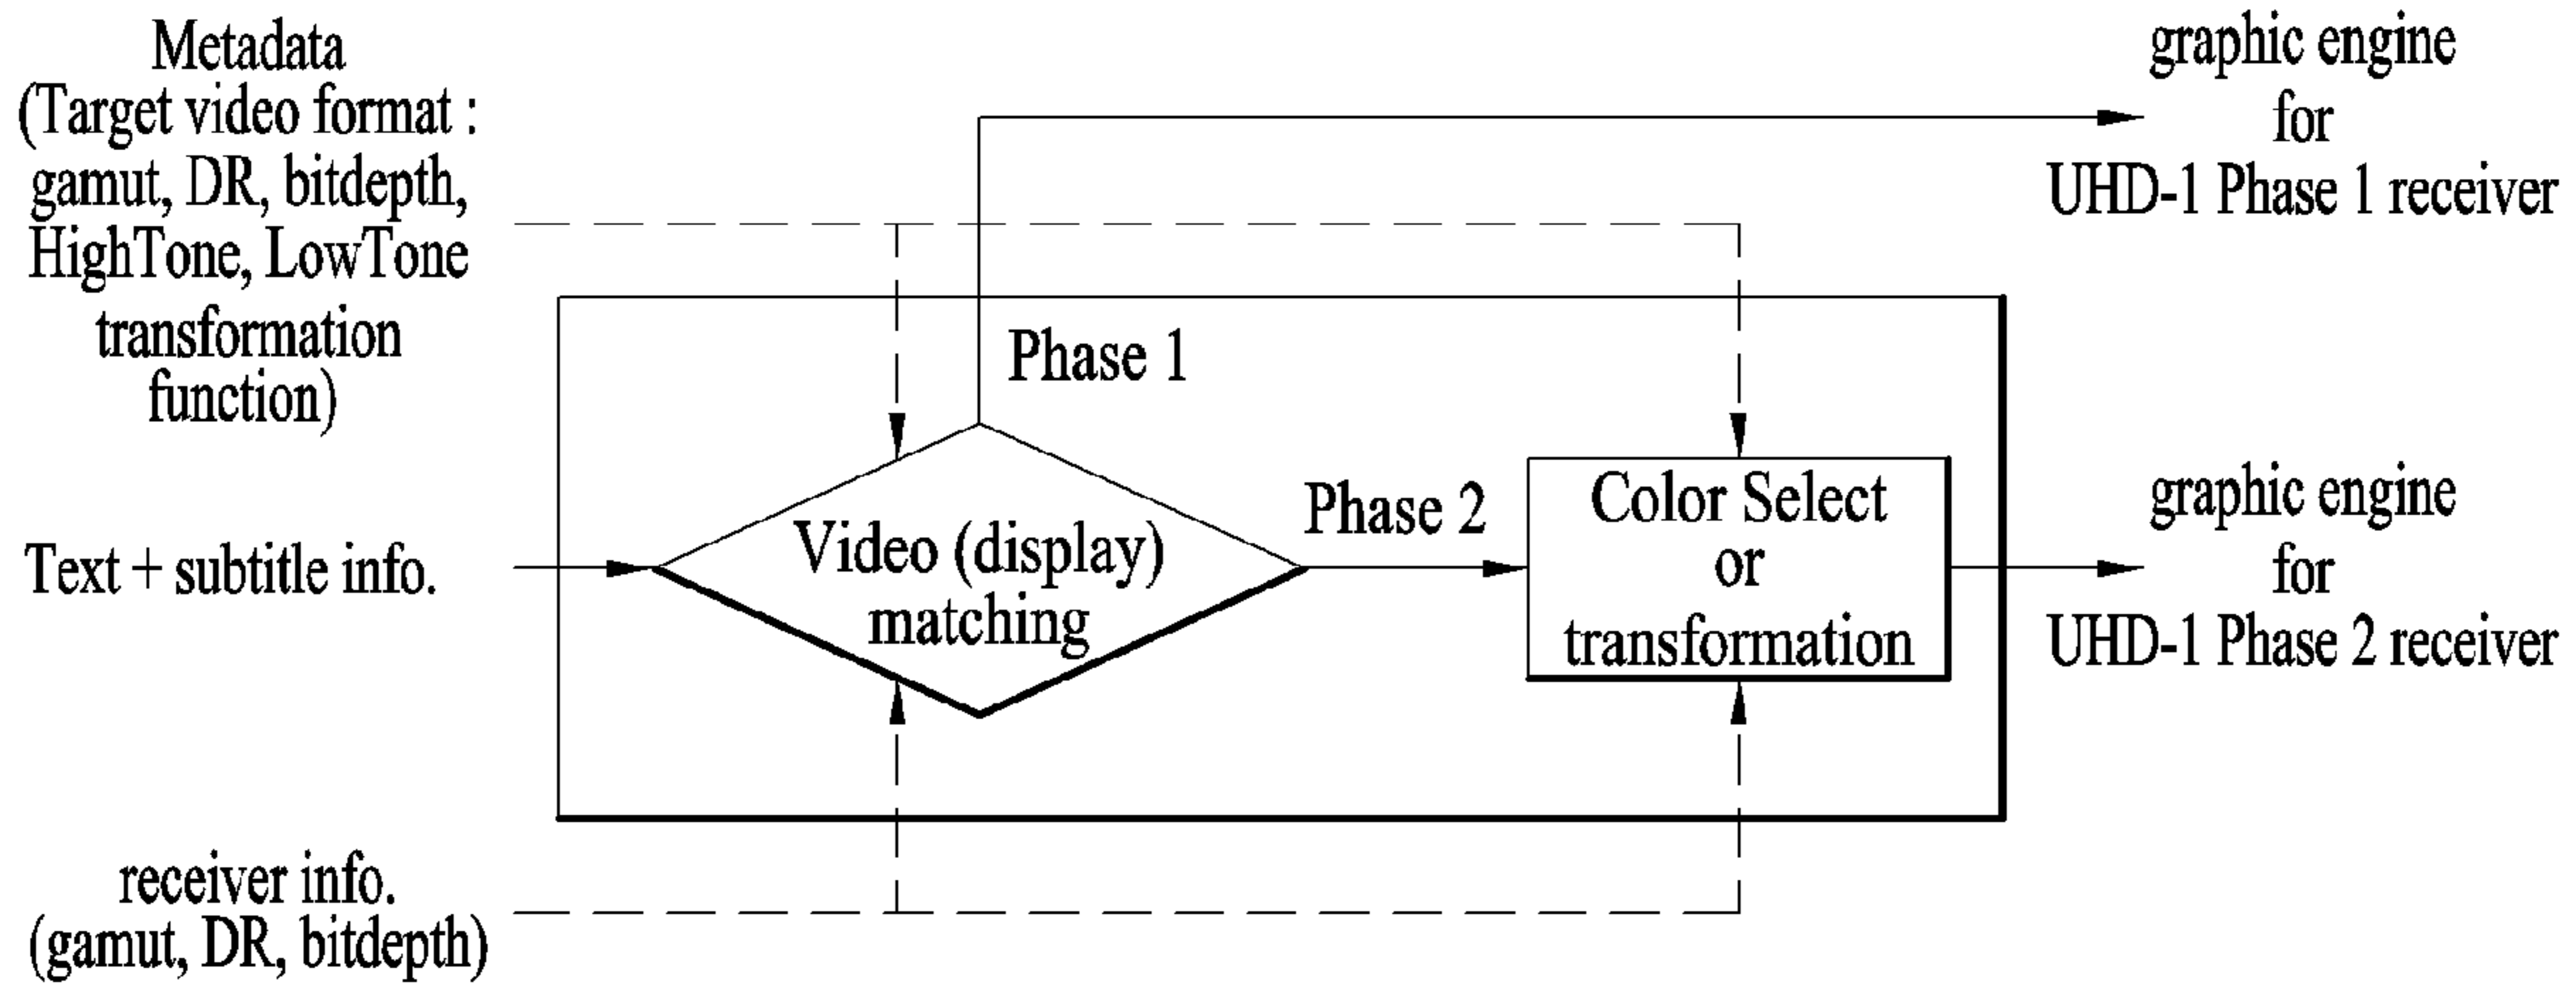 Metadata
(Target video format :
gamut, DR, bitdepth,
HighTone, LowTone
transformation
function)
graphic engine
for
UHD-1 Phase 1 receiver
Phase 1
Text + subtitle info.
Video (display)
matching
Phase 2
Color Select
or
transformation
graphic engine
for
UHD-1 Phase 2 receiver
receiver info.
(gamut, DR, bitdepth)